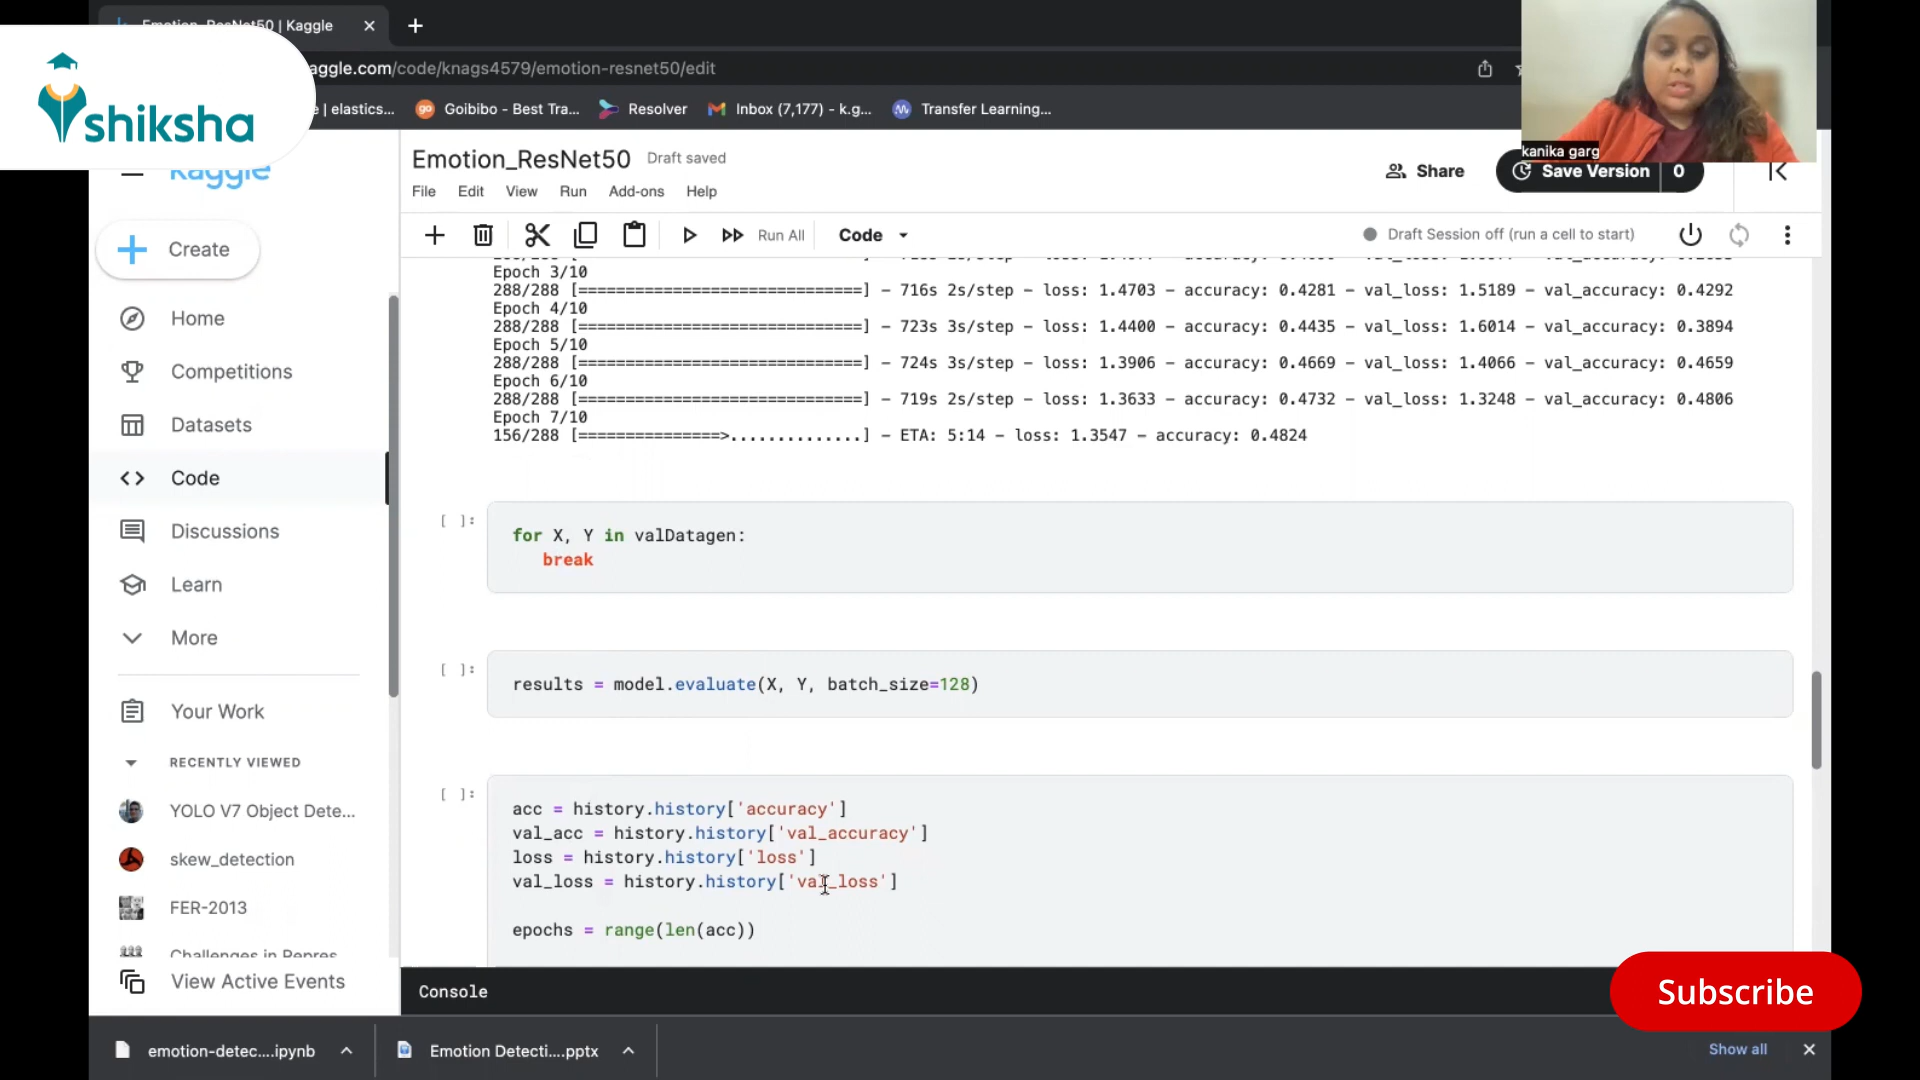 Emotion_ResNet50 | Kaggle
aggle.com/code/knags4579/emotion-resnet50/edit
shiksha
| elastics...
Goibibo - Best Tra...
Resolver
Inbox (7,177) - k.g...
Transfer Learning...
kanika garg
kaggle
Emotion_ResNet50
Draft saved
Share
Save Version
0
File
Edit
View
Run
Add-ons
Help
Run All
Code
Draft Session off (run a cell to start)
Create
Home
Competitions
Datasets
Code
Discussions
Learn
More
Your Work
RECENTLY VIEWED
YOLO V7 Object Dete...
skew_detection
FER-2013
Challenges in Repres
View Active Events
Epoch 3/10
288/288 [==============================] - 716s 2s/step - loss: 1.4703 - accuracy: 0.4281 - val_loss: 1.5189 - val_accuracy: 0.4292
Epoch 4/10
288/288 [==============================] - 723s 3s/step - loss: 1.4400 - accuracy: 0.4435 - val_loss: 1.6014 - val_accuracy: 0.3894
Epoch 5/10
288/288 [==============================] - 724s 3s/step - loss: 1.3906 - accuracy: 0.4669 - val_loss: 1.4066 - val_accuracy: 0.4659
Epoch 6/10
288/288 [==============================] - 719s 2s/step - loss: 1.3633 - accuracy: 0.4732 - val_loss: 1.3248 - val_accuracy: 0.4806
Epoch 7/10
156/288 [===============>..............] - ETA: 5:14 - loss: 1.3547 - accuracy: 0.4824
[ ]:
for X, Y in valDatagen:
break
[ ]:
results = model.evaluate(X, Y, batch_size=128)
[ ]:
acc = history.history['accuracy']
val_acc = history.history['val_accuracy']
loss = history.history['loss']
val_loss = history.history['val_loss']
epochs = range(len(acc))
Console
Subscribe
emotion-detec....ipynb
Emotion Detecti....pptx
Show all